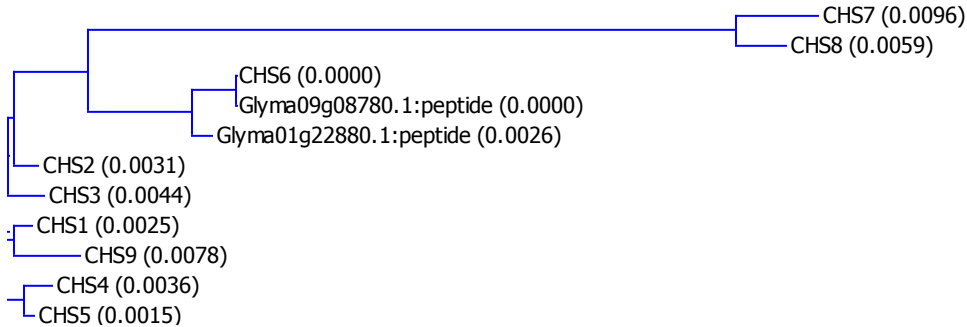 CHS7 (0.0096)
CHS8 (0.0059)
CHS6 (0.0000)
Glyma09g08780.1:peptide (0.0000)
Glyma01g22880.1:peptide (0.0026)
CHS2 (0.0031)
CHS3 (0.0044)
CHS1 (0.0025)
CHS9 (0.0078)
CHS4 (0.0036)
CHS5 (0.0015)